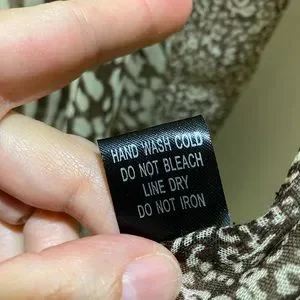 HAND WASH COLD
DO NOT BLEACH
LINE DRY
DO NOT IRON